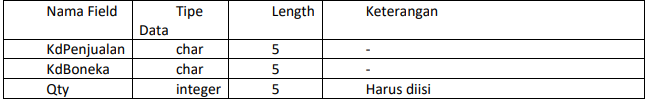 Nama Field Tipe Data Length Keterangan
KdPenjualan char 5 -
KdBoneka char 5 -
Qty integer 5 Harus diisi